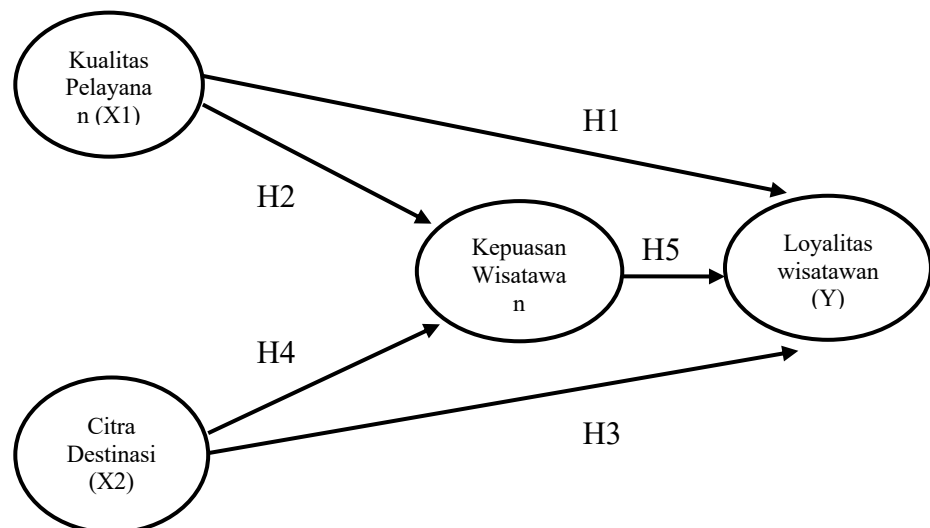 Kualitas
Pelayana
n (X1)
H1
H2
Kepuasan
Wisatawa
n
H5
Loyalitas
wisatawan
(Y)
H4
H3
Citra
Destinasi
(X2)